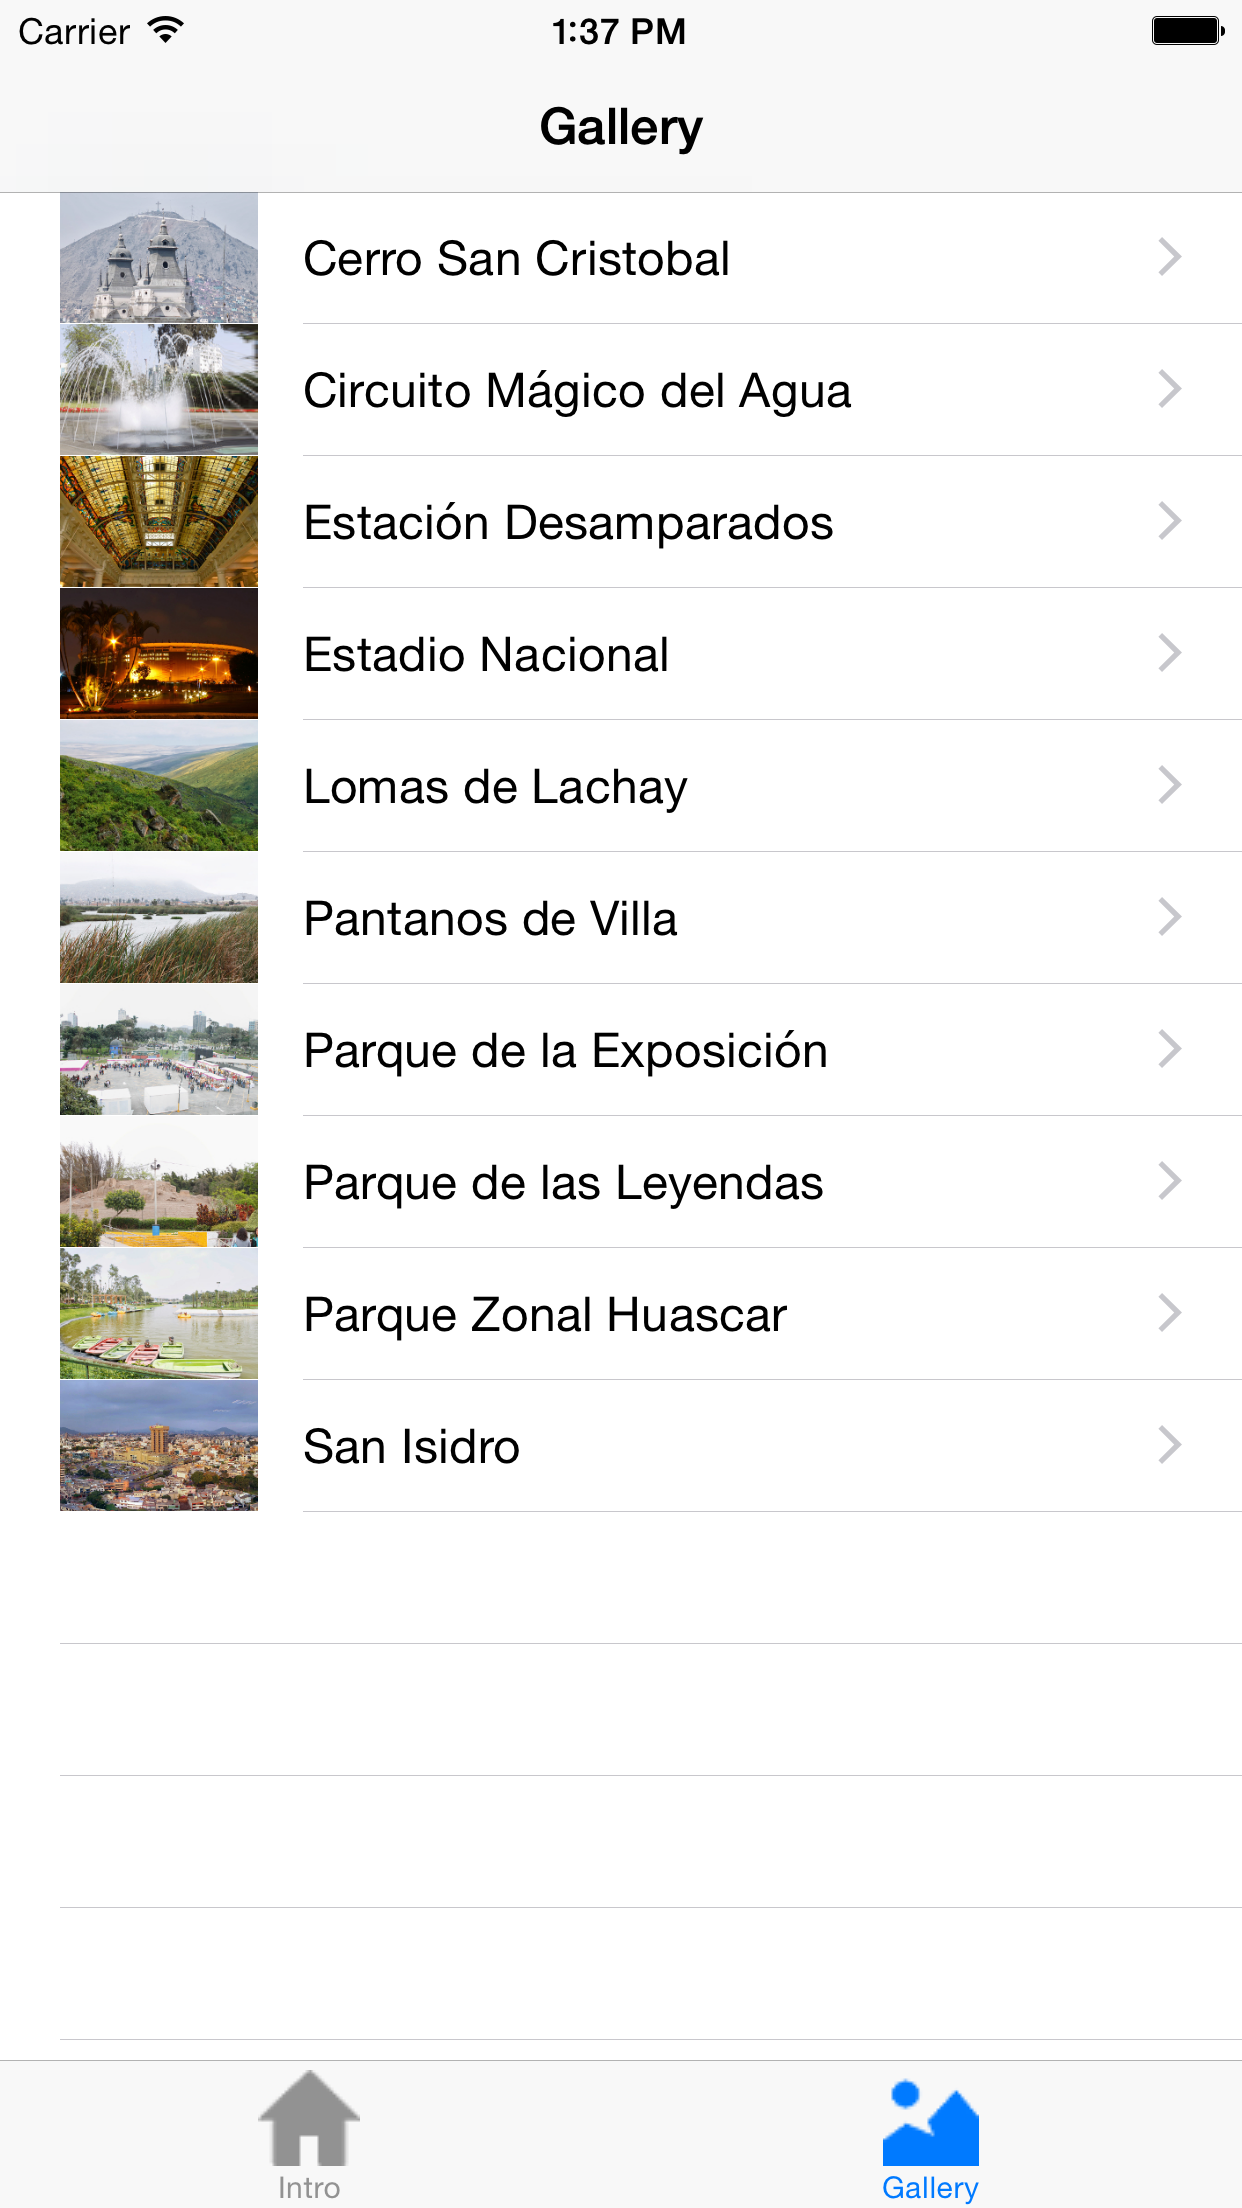 Carrier 1:37 PM
Gallery
Cerro San Cristobal
Circuito Mágico del Agua
Estación Desamparados
Estadio Nacional
Lomas de Lachay
Pantanos de Villa
Parque de la Exposición
Parque de las Leyendas
Parque Zonal Huascar
San Isidro
Intro Gallery